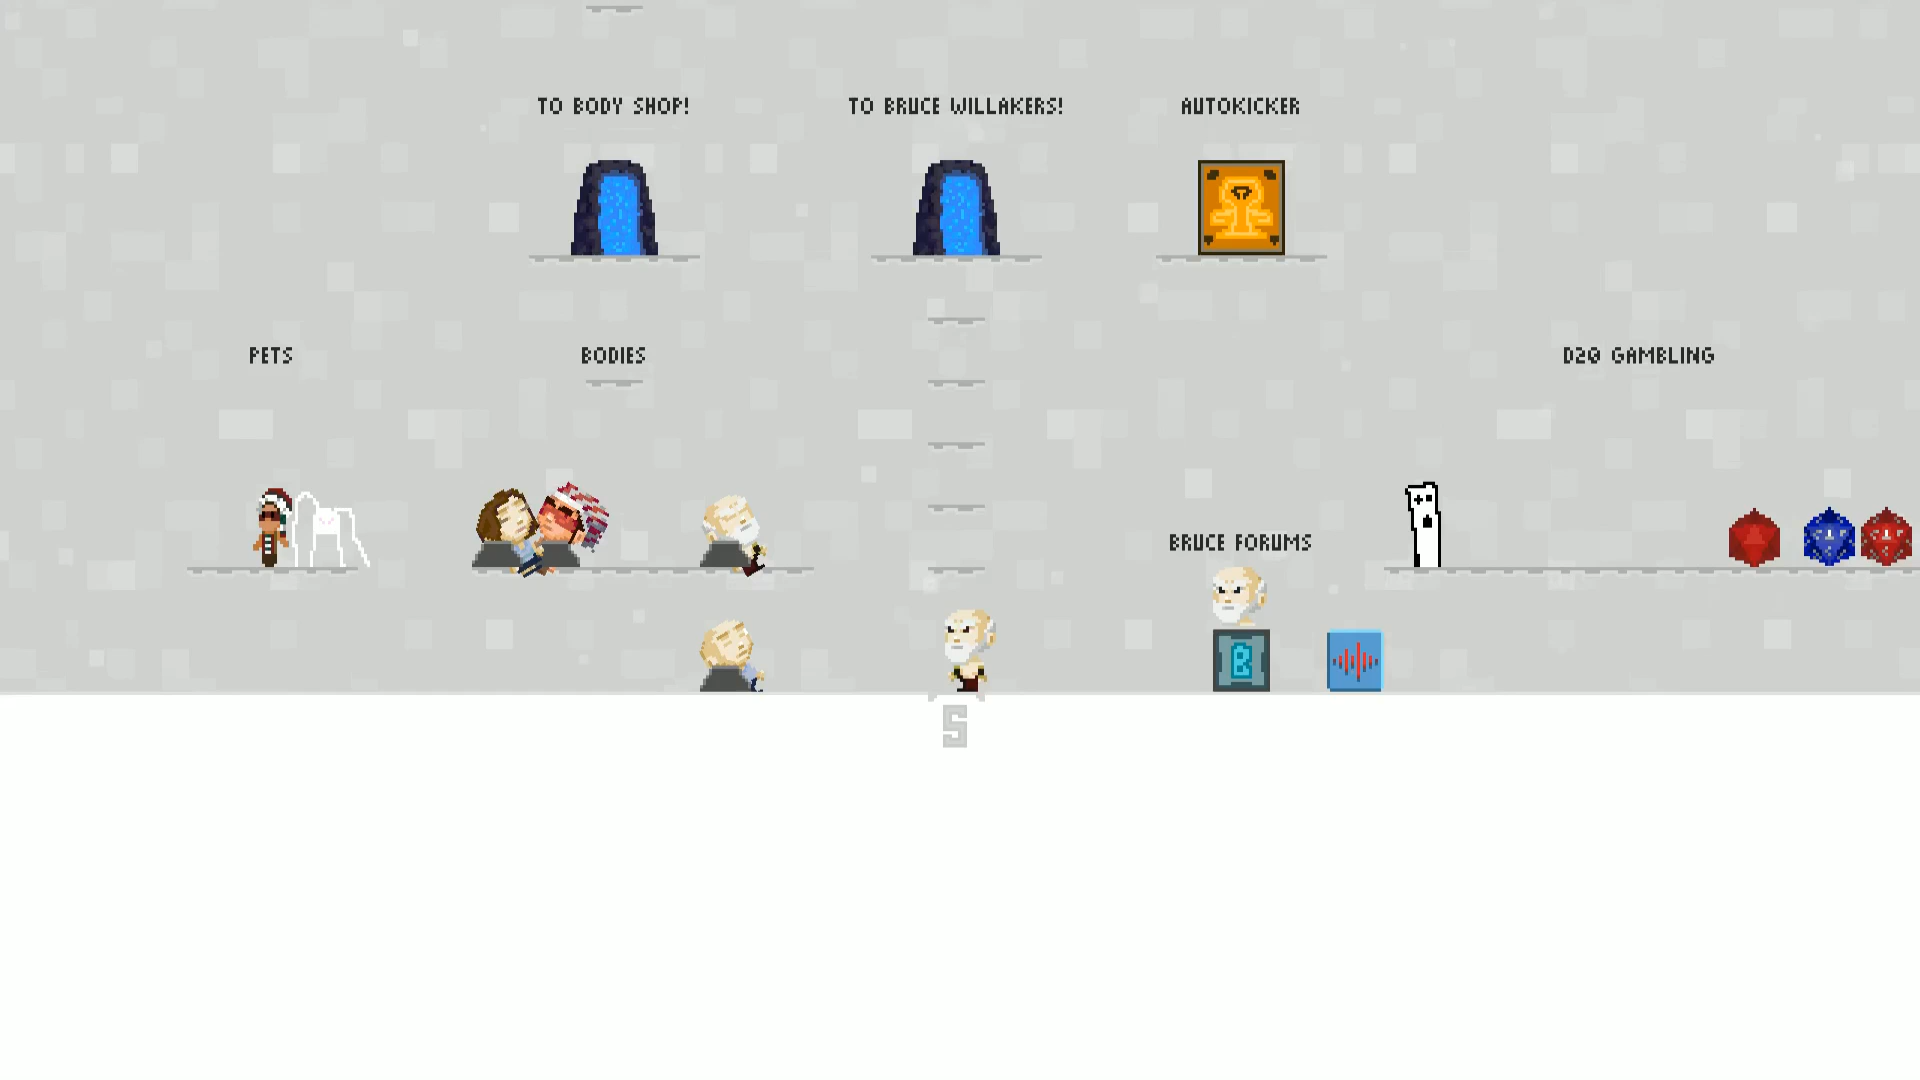 TO BODY SHOP!
TO BRUCE WILLAKERS!
AUTOKICKER
PETS
BODIES
D20 GAMBLING
BRUCE FORUMS
B
S